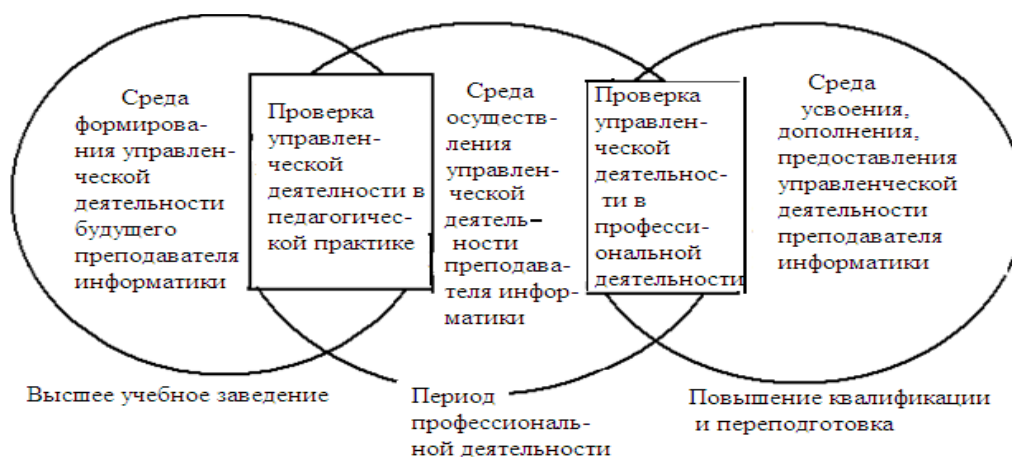 Среда
формирова-
ния управлен-
ческой
деятельности
будущего
преподавателя
информатики
Проверка
управлен-
ческой
деятелности в
педагогичес-
кой практике
Среда
осуществ-
ления
управлен-
ческой
деятель–
ности
преподава-
теля инфор-
матики
Проверка
управлен-
ческой
деятельнос-
ти в
професси-
ональной
деятельности
Среда
усвоения,
дополнения,
предоставления
управленческой
деятельности
преподавателя
информатики
Высшее учебное заведение
Период
профессиональ-
ной деятельности
Повышение квалификации
и переподготовка